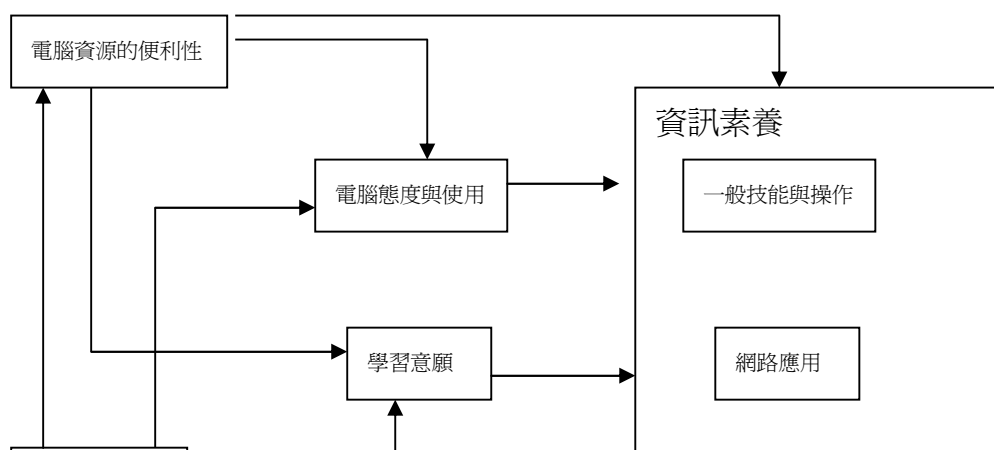 電腦資源的便利性
資訊素養
電腦態度與使用
一般技能與操作
學習意願
網路應用